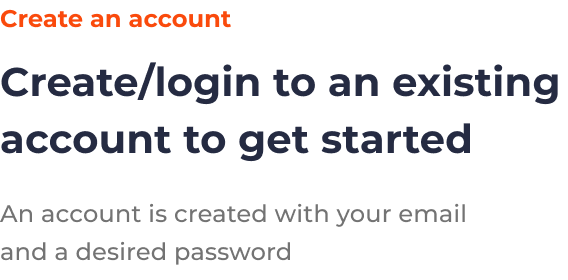 Create an account
Create/login to an existing
account to get started
An account is created with your email
and a desired password